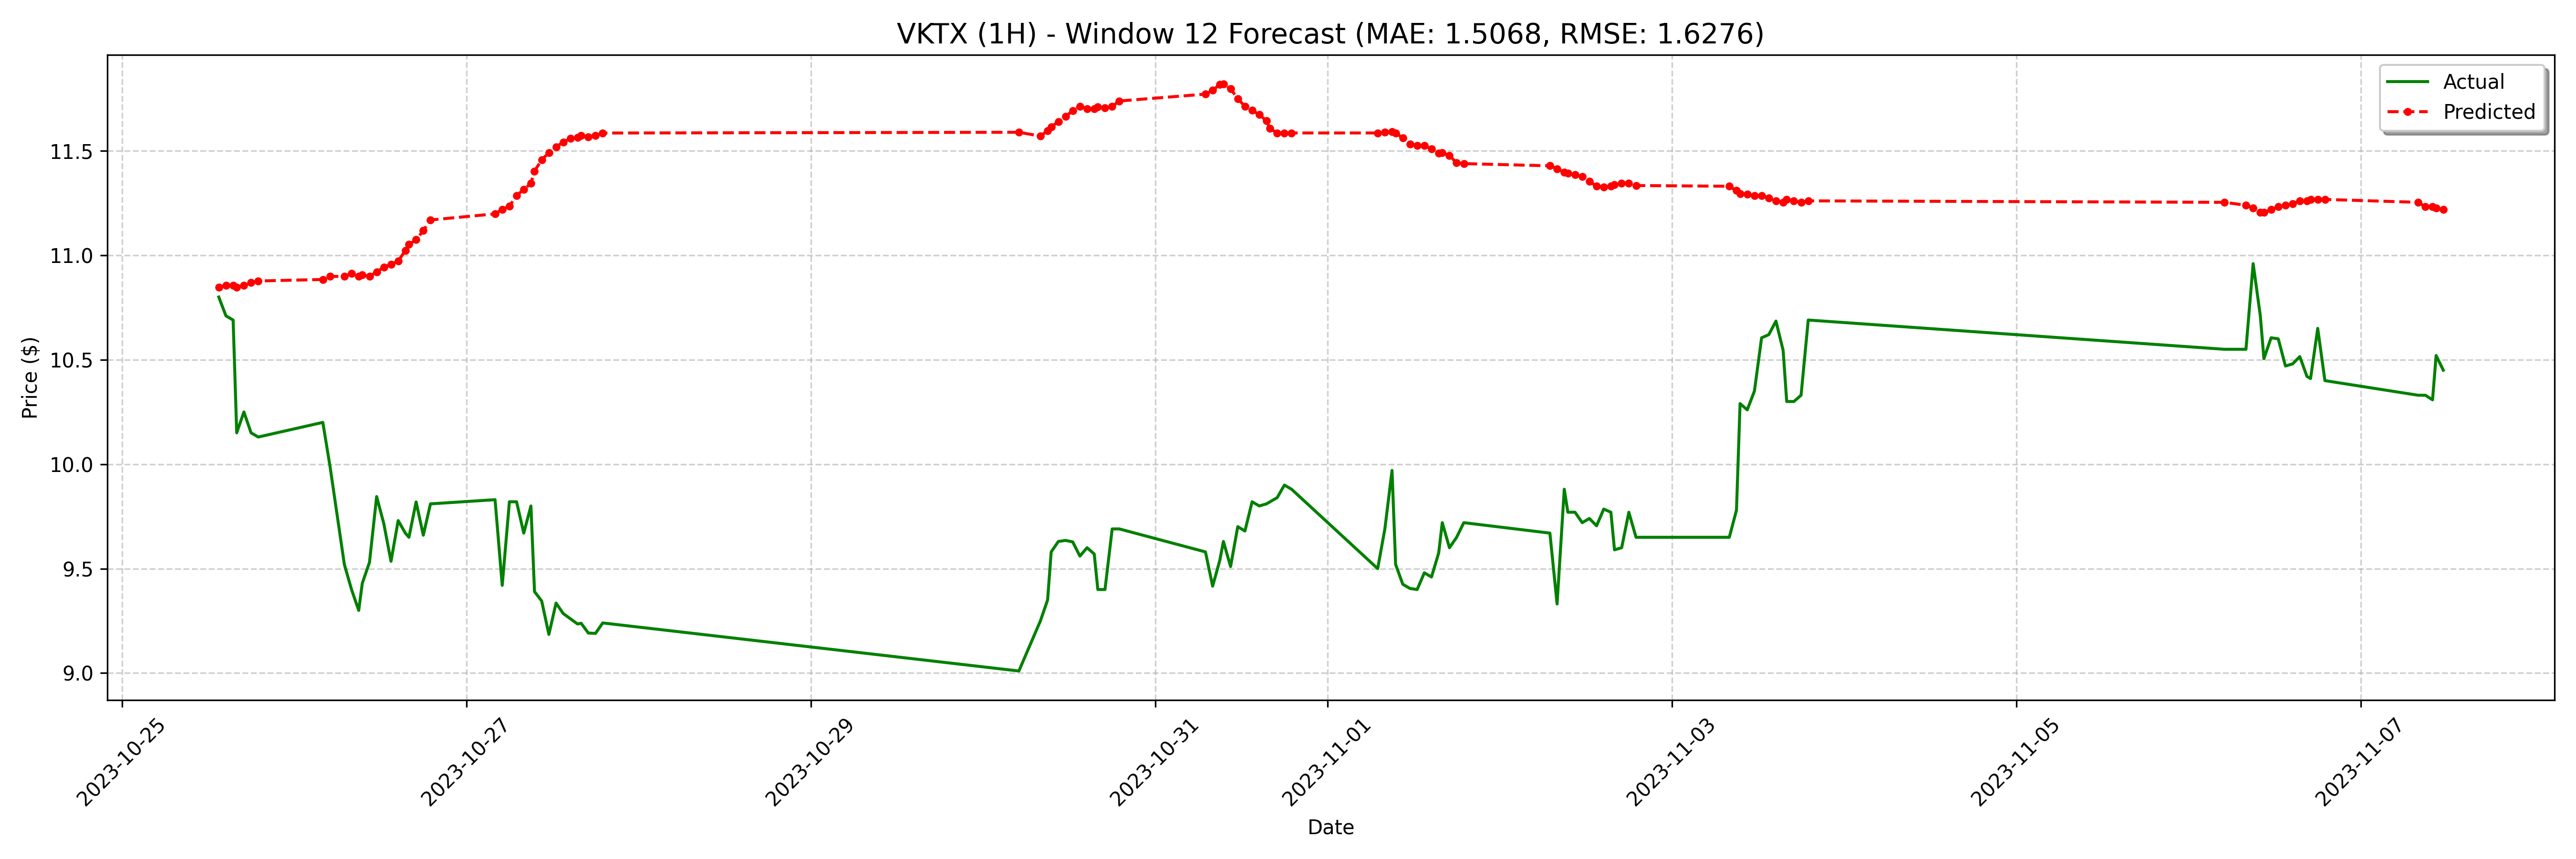 VKTX (1H) - Window 12 Forecast (MAE: 1.5068, RMSE: 1.6276)
Actual
Predicted
Price ($)
11.5
11.0
10.5
10.0
9.5
9.0
2023-10-25
2023-10-27
2023-10-29
2023-10-31
2023-11-01
2023-11-03
2023-11-05
2023-11-07
Date